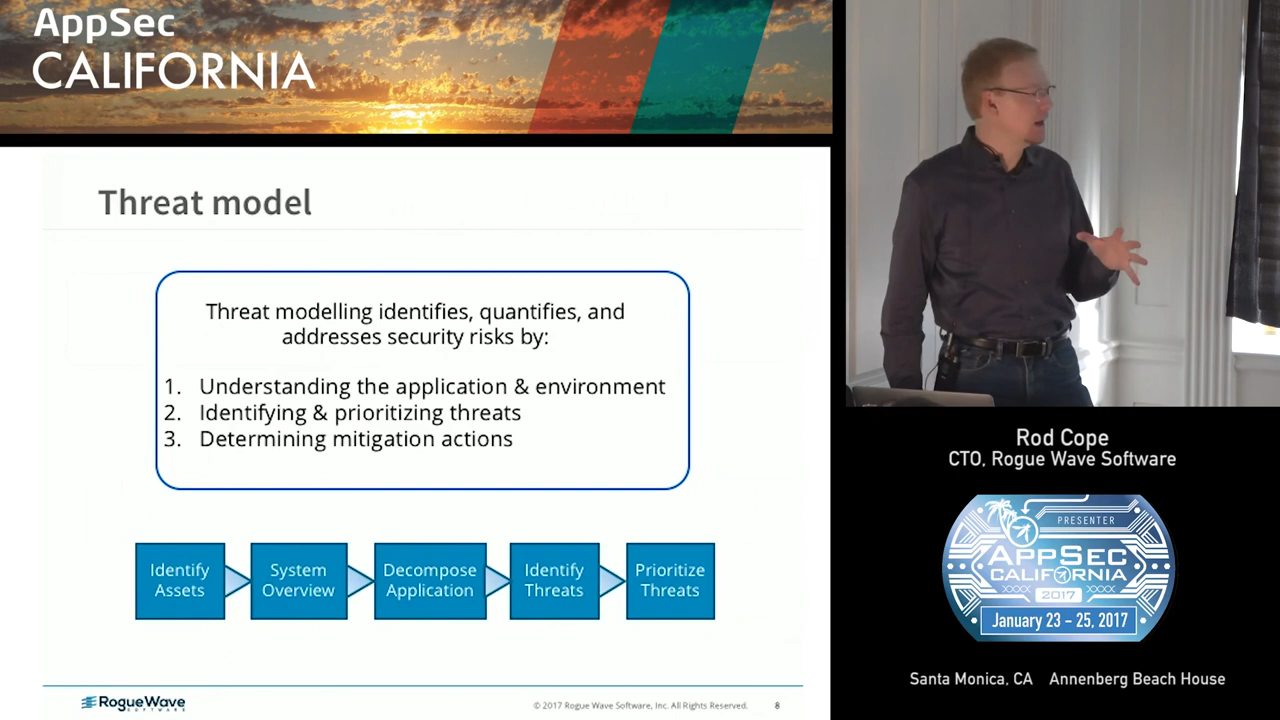 AppSec
CALIFORNIA
Threat model
Threat modelling identifies, quantifies, and
addresses security risks by:
1. Understanding the application & environment
2. Identifying & prioritizing threats
3. Determining mitigation actions
Identify
Assets
System
Overview
Decompose
Application
Identify
Threats
Prioritize
Threats
RogueWave
SOFTWARE
© 2017 Rogue Wave Software, Inc. All Rights Reserved.
8
Rod Cope
CTO, Rogue Wave Software
PRESENTER
APPSEC
CALIFORNIA
XXXX 2017 XXXX
January 23 - 25, 2017
Santa Monica, CA Annenberg Beach House